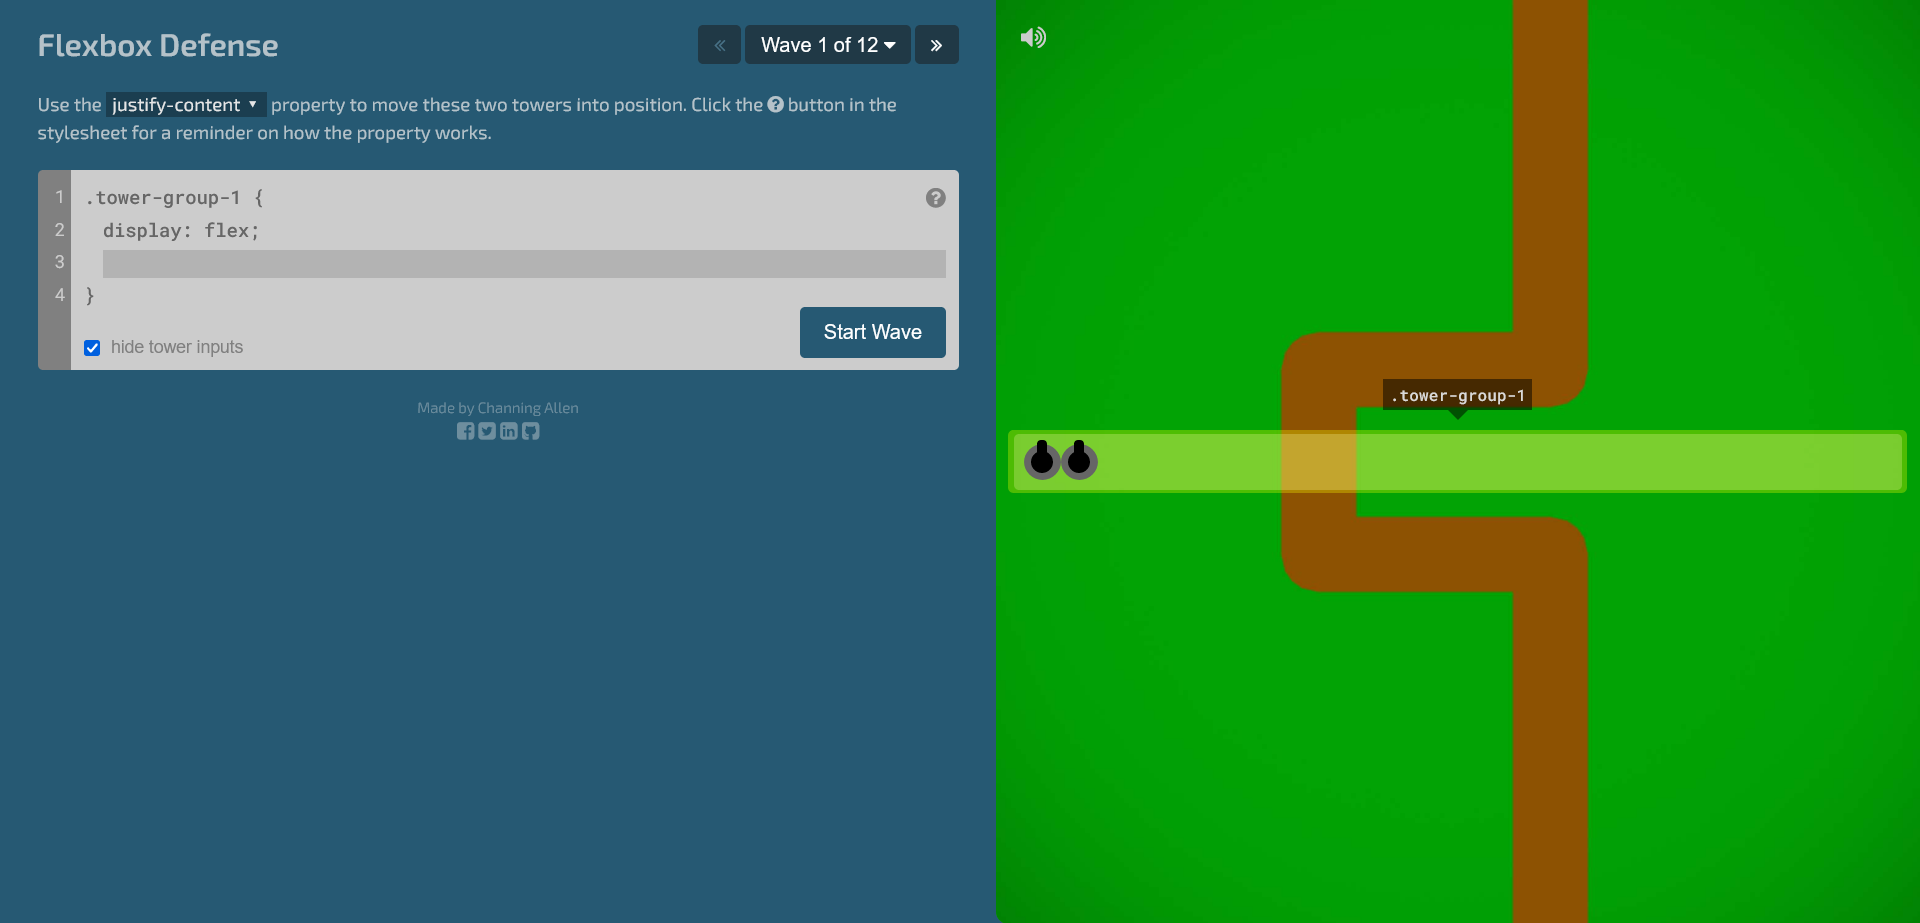 Flexbox Defense
« Wave 1 of 12 »
Use the justify-content property to move these two towers into position. Click the ? button in the
stylesheet for a reminder on how the property works.
1 .tower-group-1 { ?
2 display: flex;
3
4 }
hide tower inputs
Start Wave
Made by Channing Allen
.tower-group-1